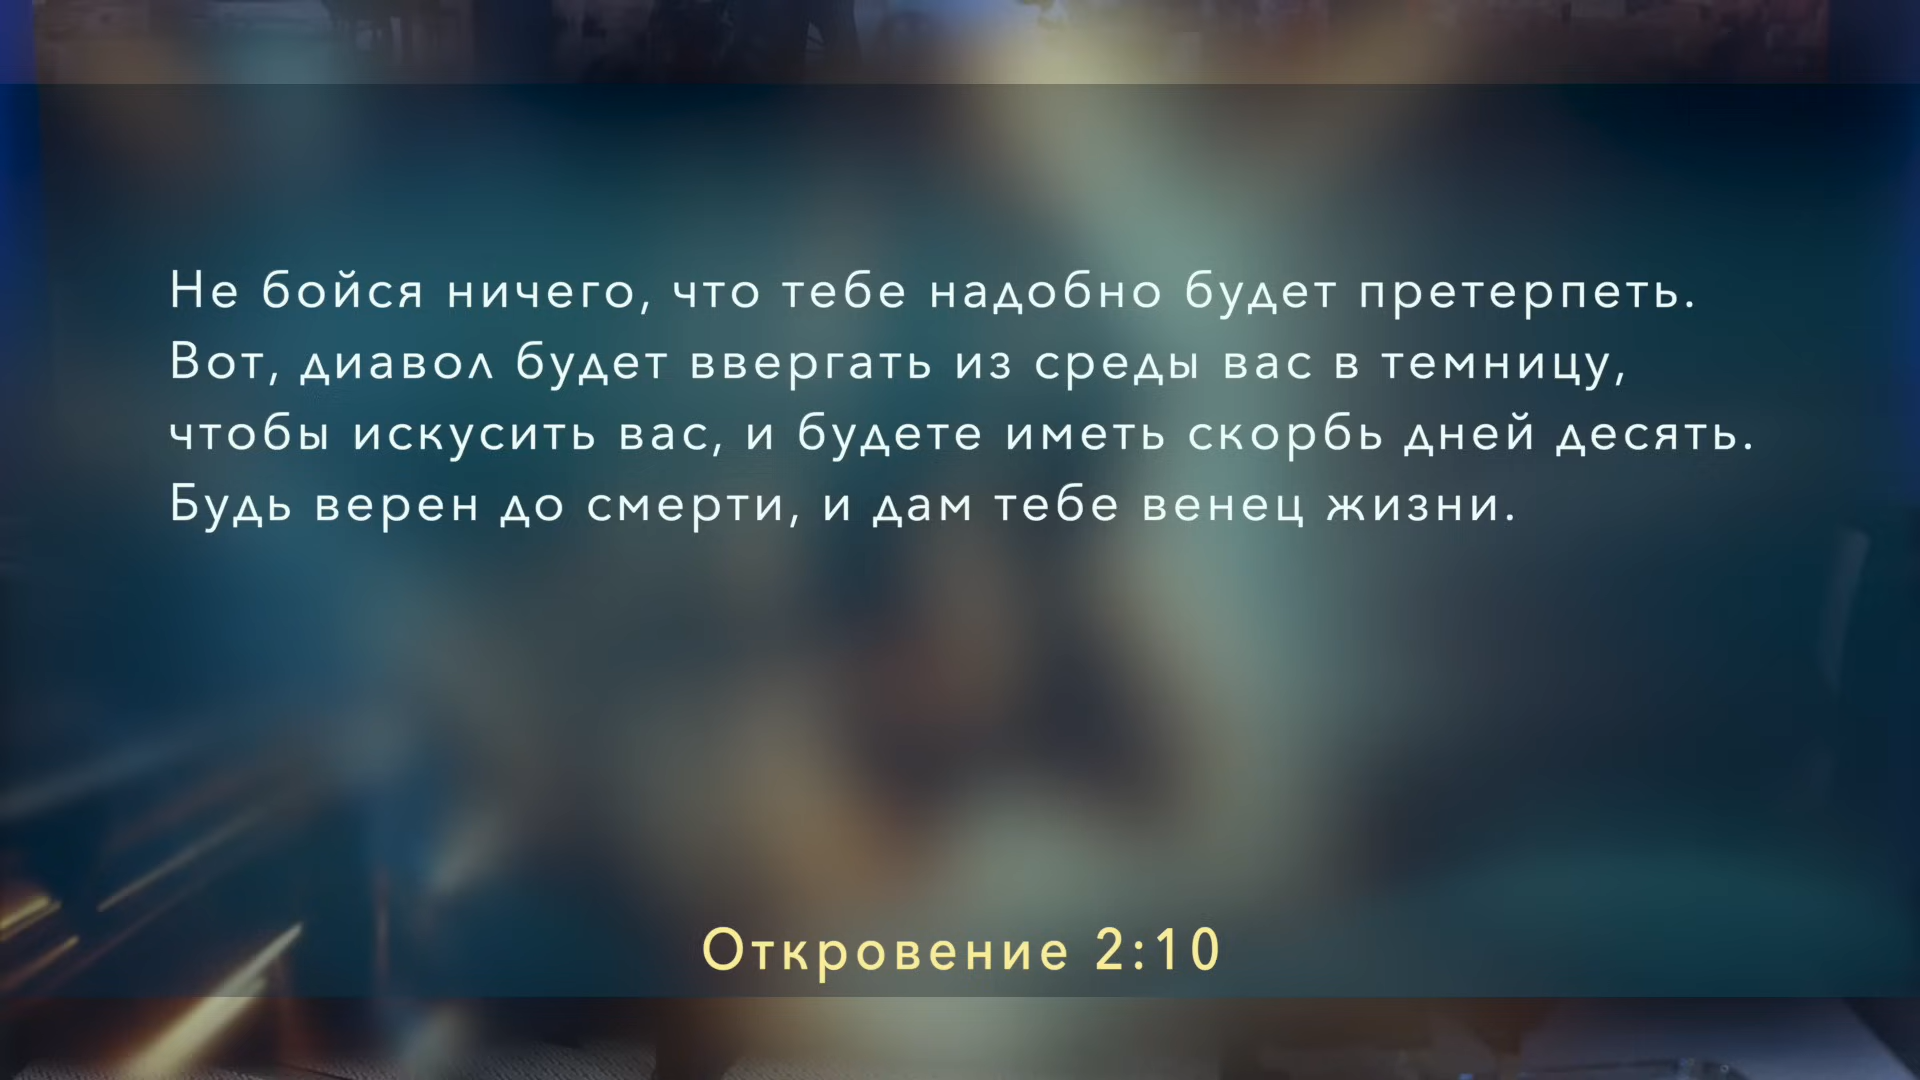 Не бойся ничего, что тебе надобно будет претерпеть.
Вот, диавол будет ввергать из среды вас в темницу,
чтобы искусить вас, и будете иметь скорбь дней десять.
Будь верен до смерти, и дам тебе венец жизни.
Откровение 2:10